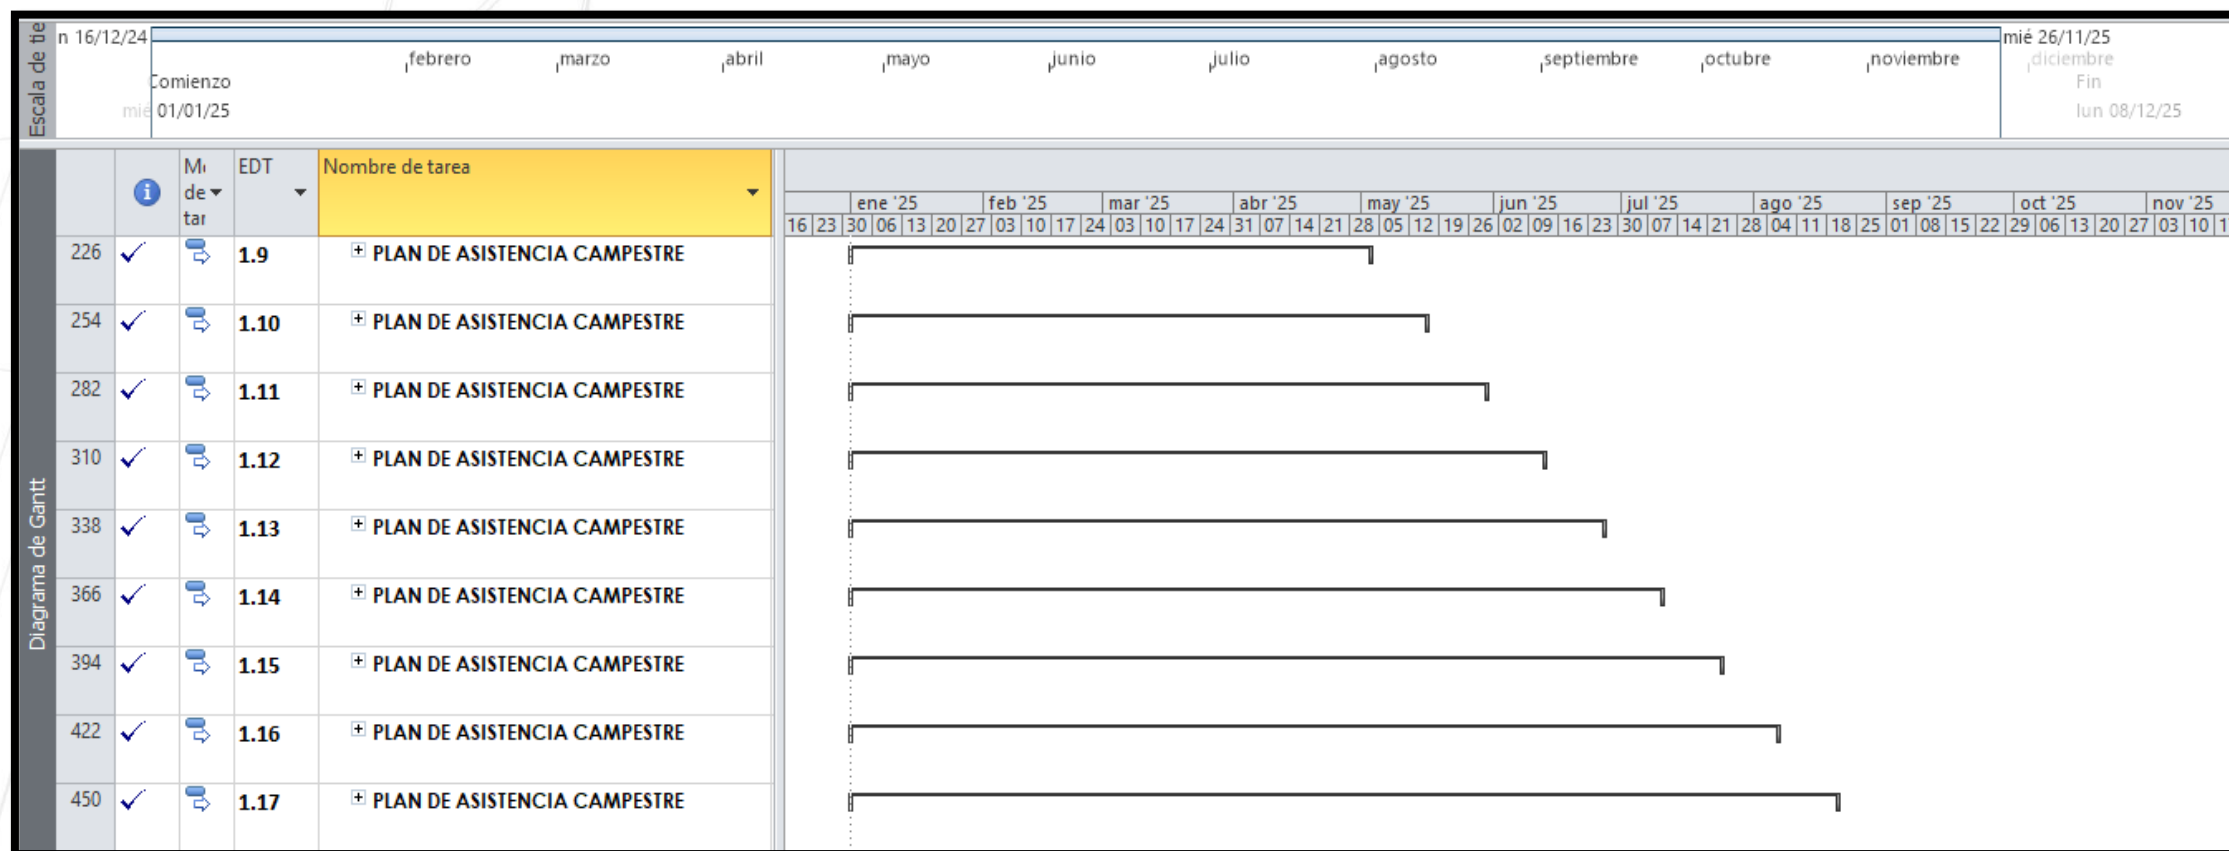 Escala de tie
n 16/12/24
mié 26/11/25
febrero marzo abril mayo junio julio agosto septiembre octubre noviembre diciembre
Comienzo
Fin
mié 01/01/25
lun 08/12/25
Diagrama de Gantt
M
de
tar
EDT
Nombre de tarea
ene '25 feb '25 mar '25 abr '25 may '25 jun '25 jul '25 ago '25 sep '25 oct '25 nov '25
16 23 30 06 13 20 27 03 10 17 24 03 10 17 24 31 07 14 21 28 05 12 19 26 02 09 16 23 30 07 14 21 28 04 11 18 25 01 08 15 22 29 06 13 20 27 03 10 1
226 1.9 PLAN DE ASISTENCIA CAMPESTRE
254 1.10 PLAN DE ASISTENCIA CAMPESTRE
282 1.11 PLAN DE ASISTENCIA CAMPESTRE
310 1.12 PLAN DE ASISTENCIA CAMPESTRE
338 1.13 PLAN DE ASISTENCIA CAMPESTRE
366 1.14 PLAN DE ASISTENCIA CAMPESTRE
394 1.15 PLAN DE ASISTENCIA CAMPESTRE
422 1.16 PLAN DE ASISTENCIA CAMPESTRE
450 1.17 PLAN DE ASISTENCIA CAMPESTRE